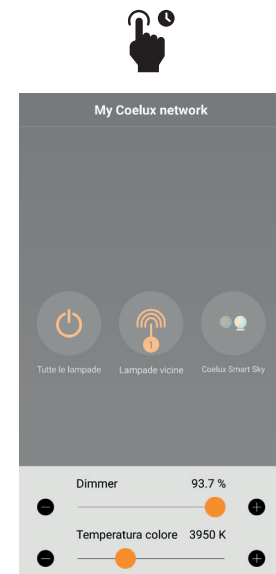 My Coelux network
1
Tutte le lampade Lampade vicine Coelux Smart Sky
Dimmer 93.7 %
Temperatura colore 3950 K